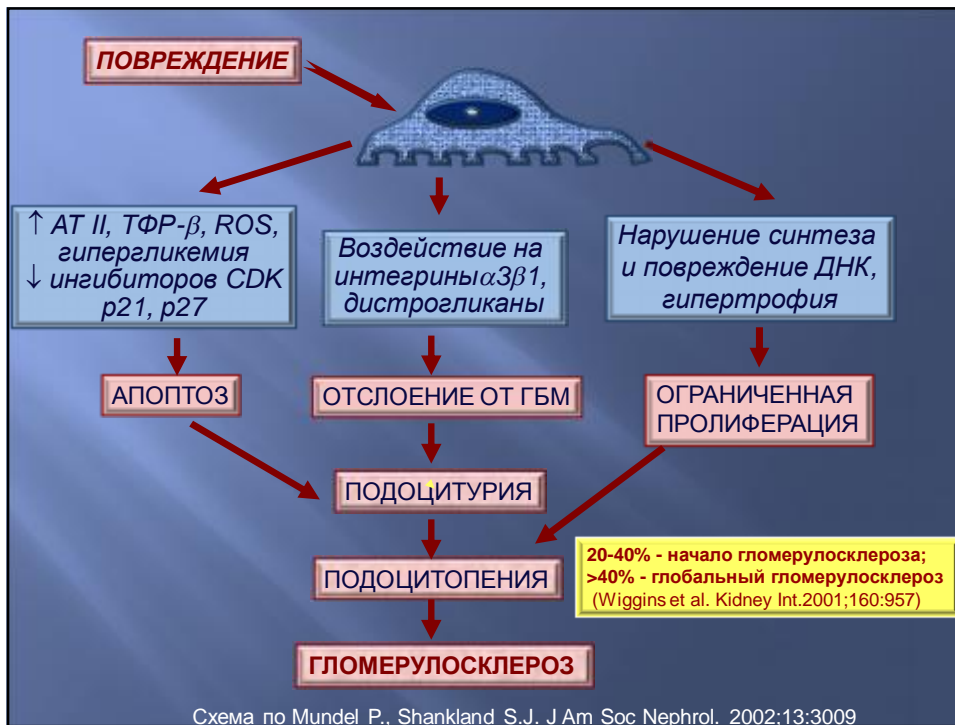 ПОВРЕЖДЕНИЕ
↑ АТ II, ТФР-β, ROS,
гипергликемия
↓ ингибиторов CDK
p21, p27
Воздействие на
интегриныα3β1,
дистрогликаны
Нарушение синтеза
и повреждение ДНК,
гипертрофия
АПОПТОЗ
ОТСЛОЕНИЕ ОТ ГБМ
ОГРАНИЧЕННАЯ
ПРОЛИФЕРАЦИЯ
ПОДОЦИТУРИЯ
ПОДОЦИТОПЕНИЯ
20-40% - начало гломерулосклероза;
>40% - глобальный гломерулосклероз
(Wiggins et al. Kidney Int.2001;160:957)
ГЛОМЕРУЛОСКЛЕРОЗ
Схема по Mundel P., Shankland S.J. J Am Soc Nephrol. 2002;13:3009